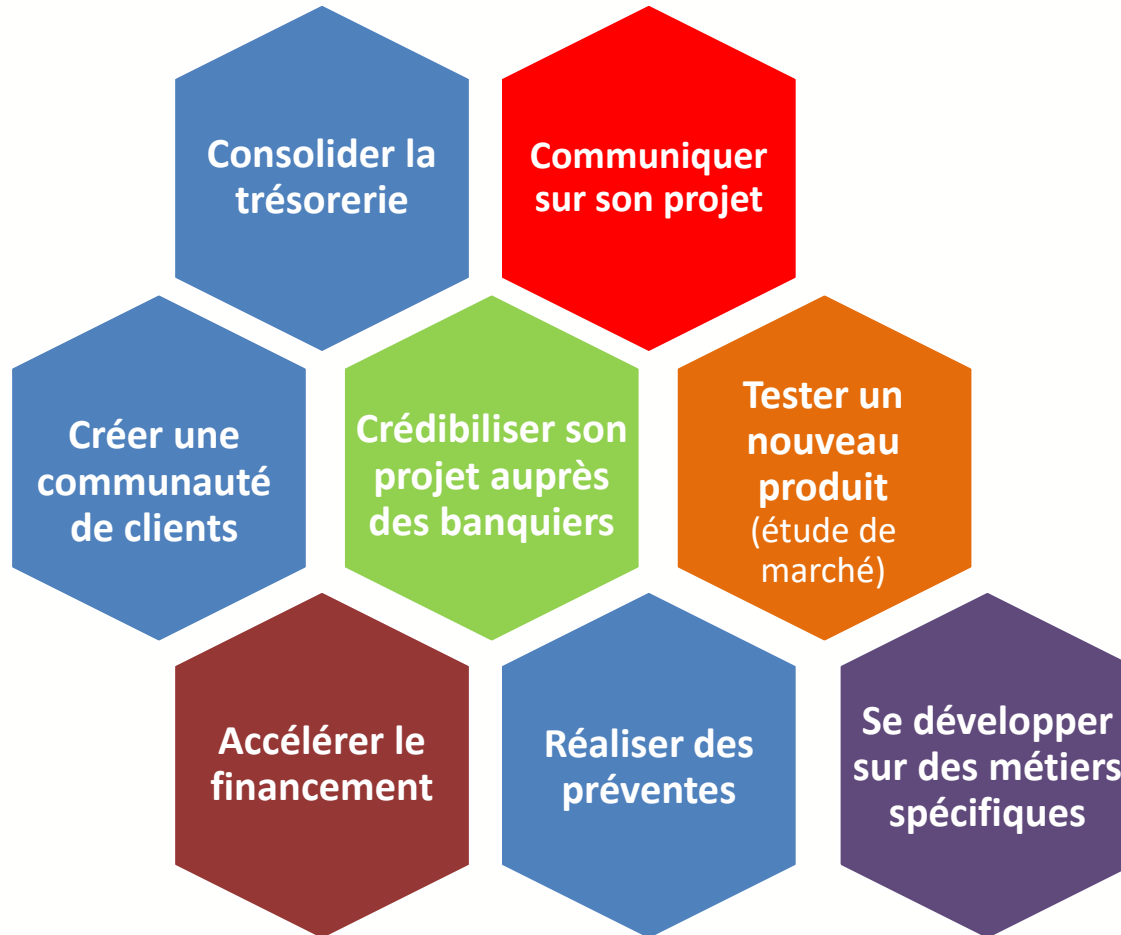 Consolider la
trésorerie
Communiquer
sur son projet
Créer une
communauté
de clients
Crédibiliser son
projet auprès
des banquiers
Tester un
nouveau
produit
(étude de
marché)
Accélérer le
financement
Réaliser des
préventes
Se développer
sur des métiers
spécifiques